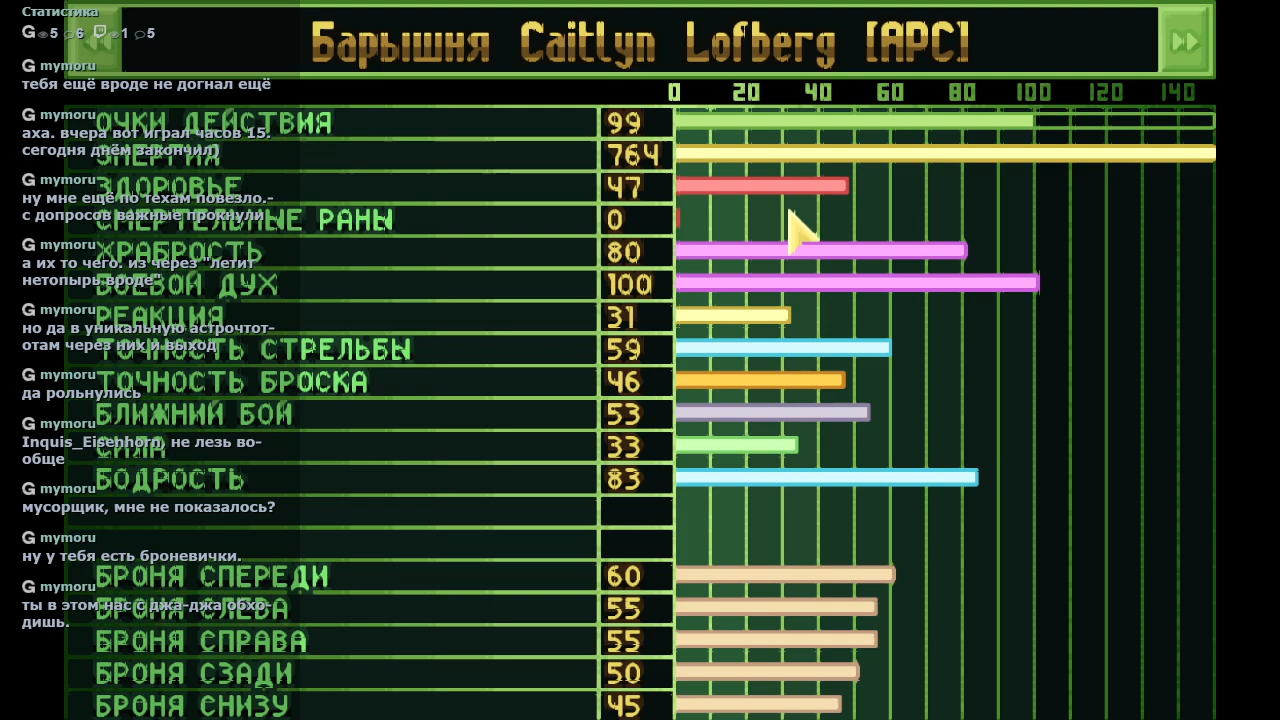 Статистика
G 5 6 1 5
Барышня Caitlyn Lofberg [APC]
0 20 40 60 80 100 120 140
mymoru
тебя ещё вроде не догнал ещё
mymoru
аха. вчера вот играл часов 15.
сегодня днём закончил)
mymoru
ну мне ещё по техам повезло.-
с допросов важные прокнули
mymoru
а их то чего. из через "летит
нетопырь вроде"
mymoru
но да в уникальную астрочтот-
отам через них и выход
mymoru
да рольнулись
mymoru
Inquis_Eisenhorn, не лезь во-
обще
mymoru
мусорщик, мне не показалось?
mymoru
ну у тебя есть броневички.
mymoru
ты в этом нас с джа-джа обхо-
дишь.
ОЧКИ ДЕЙСТВИЯ 99
ЭНЕРГИЯ 764
ЗДОРОВЬЕ 47
СМЕРТЕЛЬНЫЕ РАНЫ 0
ХРАБРОСТЬ 80
БОЕВОЙ ДУХ 100
РЕАКЦИЯ 31
ТОЧНОСТЬ СТРЕЛЬБЫ 59
ТОЧНОСТЬ БРОСКА 46
БЛИЖНИЙ БОЙ 53
СИЛА 33
БОДРОСТЬ 83
БРОНЯ СПЕРЕДИ 60
БРОНЯ СЛЕВА 55
БРОНЯ СПРАВА 55
БРОНЯ СЗАДИ 50
БРОНЯ СНИЗУ 45